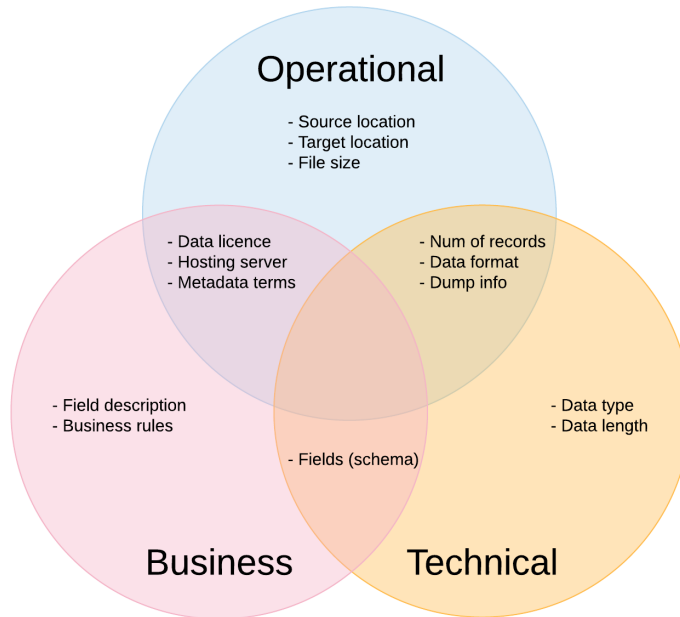 Operational
- Source location
- Target location
- File size
- Data licence
- Hosting server
- Metadata terms
- Num of records
- Data format
- Dump info
- Field description
- Business rules
- Data type
- Data length
- Fields (schema)
Business
Technical